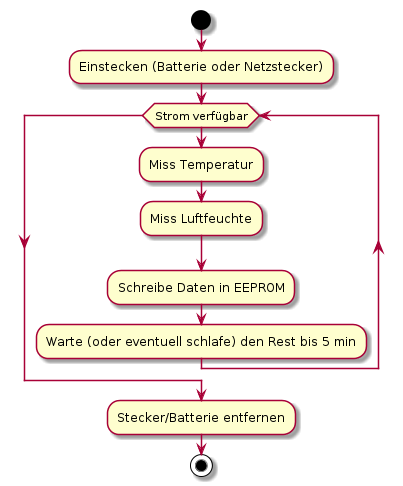 Einstecken (Batterie oder Netzstecker)
Strom verfügbar
Miss Temperatur
Miss Luftfeuchte
Schreibe Daten in EEPROM
Warte (oder eventuell schlafe) den Rest bis 5 min
Stecker/Batterie entfernen